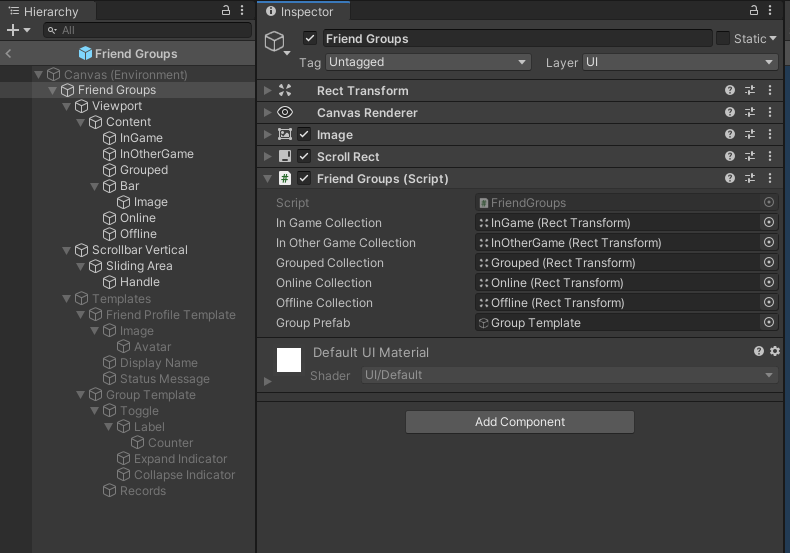 Hierarchy
All
Friend Groups
Canvas (Environment)
Friend Groups
Viewport
Content
InGame
InOtherGame
Grouped
Bar
Image
Online
Offline
Scrollbar Vertical
Sliding Area
Handle
Templates
Friend Profile Template
Image
Avatar
Display Name
Status Message
Group Template
Toggle
Label
Counter
Expand Indicator
Collapse Indicator
Records
Inspector
Friend Groups Static
Tag Untagged Layer UI
Rect Transform
Canvas Renderer
Image
Scroll Rect
# Friend Groups (Script)
Script # FriendGroups
In Game Collection InGame (Rect Transform)
In Other Game Collection InOtherGame (Rect Transform)
Grouped Collection Grouped (Rect Transform)
Online Collection Online (Rect Transform)
Offline Collection Offline (Rect Transform)
Group Prefab Group Template
Default UI Material
Shader UI/Default
Add Component